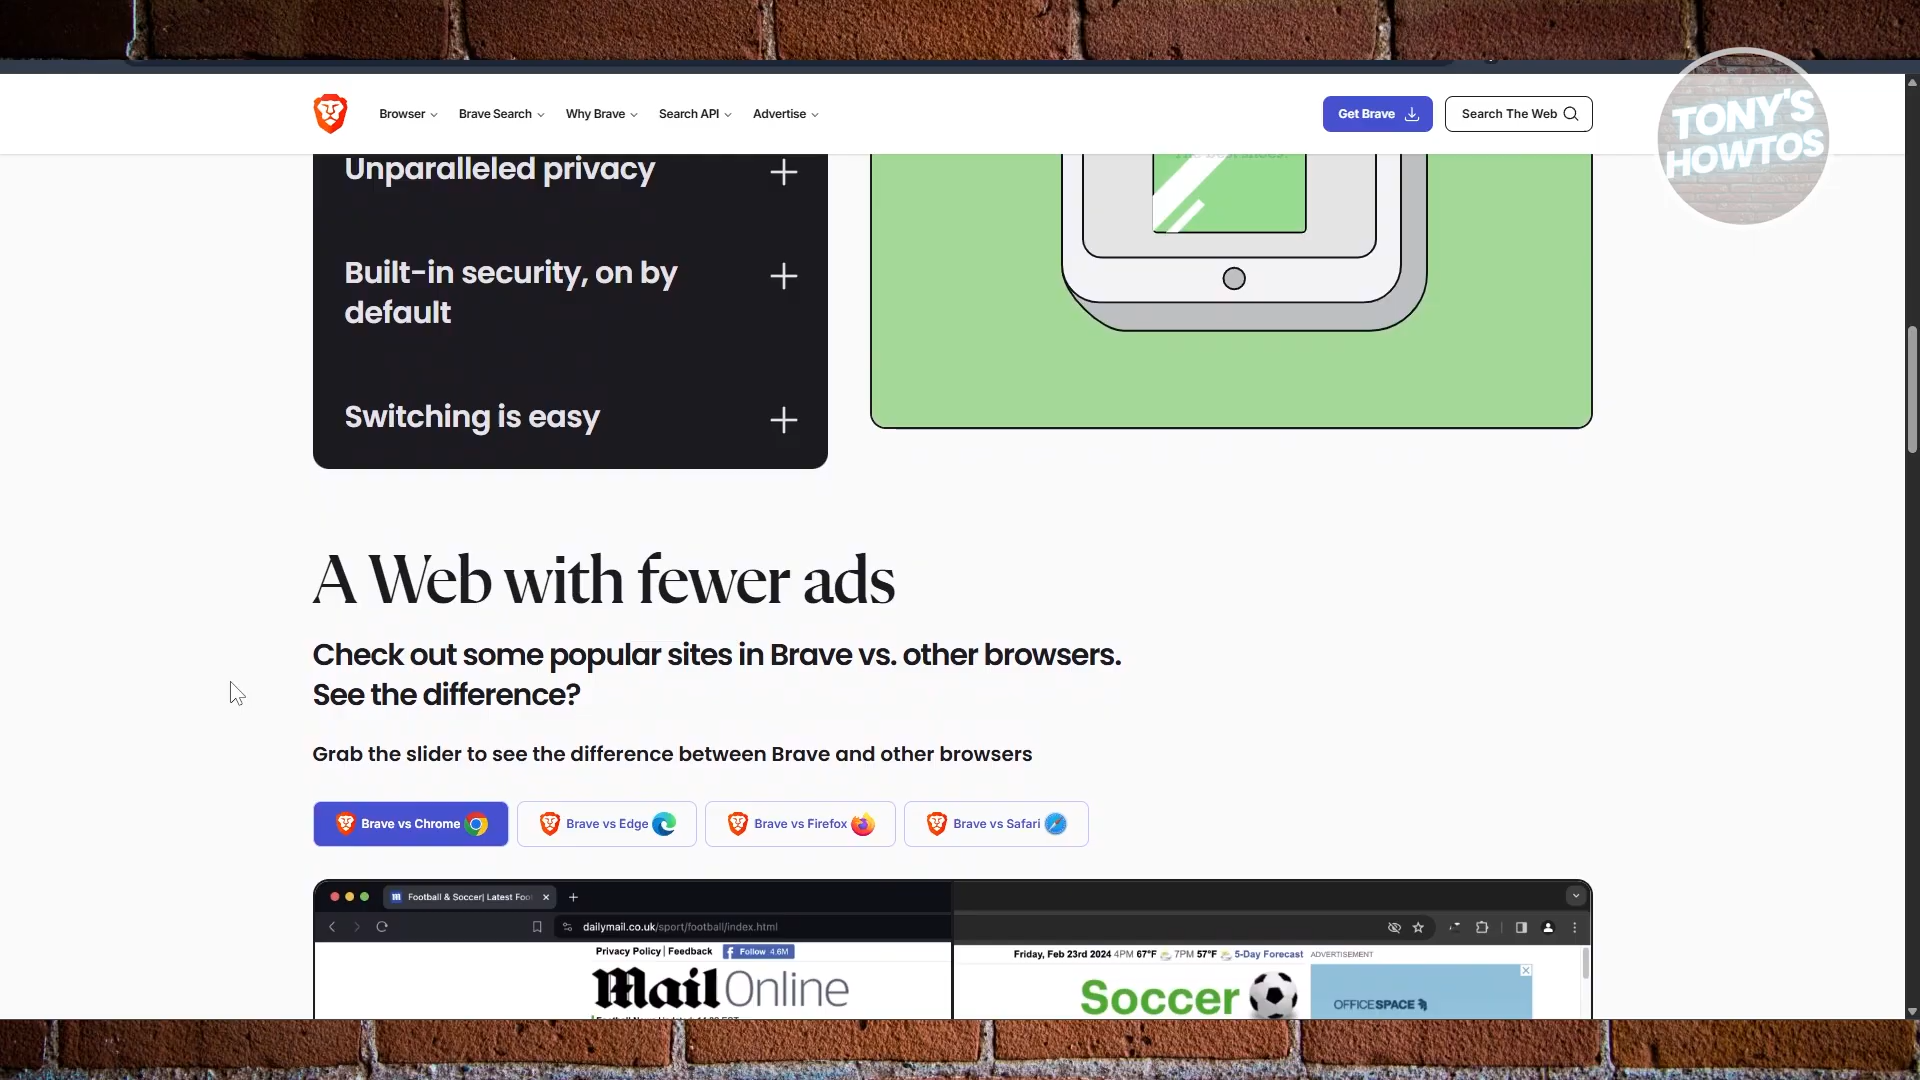 TONY'S
HOWTOS
Browser
Brave Search
Why Brave
Search API
Advertise
Get Brave
Search The Web
Unparalleled privacy
Built-in security, on by
default
Switching is easy
A Web with fewer ads
Check out some popular sites in Brave vs. other browsers.
See the difference?
Grab the slider to see the difference between Brave and other browsers
Brave vs Chrome
Brave vs Edge
Brave vs Firefox
Brave vs Safari
Football & Soccer| Latest Foo
dailymail.co.uk/sport/football/index.html
Privacy Policy | Feedback
Follow 4.6M
Friday, Feb 23rd 2024 4PM 67°F 7PM 57°F 5-Day Forecast
ADVERTISEMENT
Mail Online
Soccer
OFFICESPACE